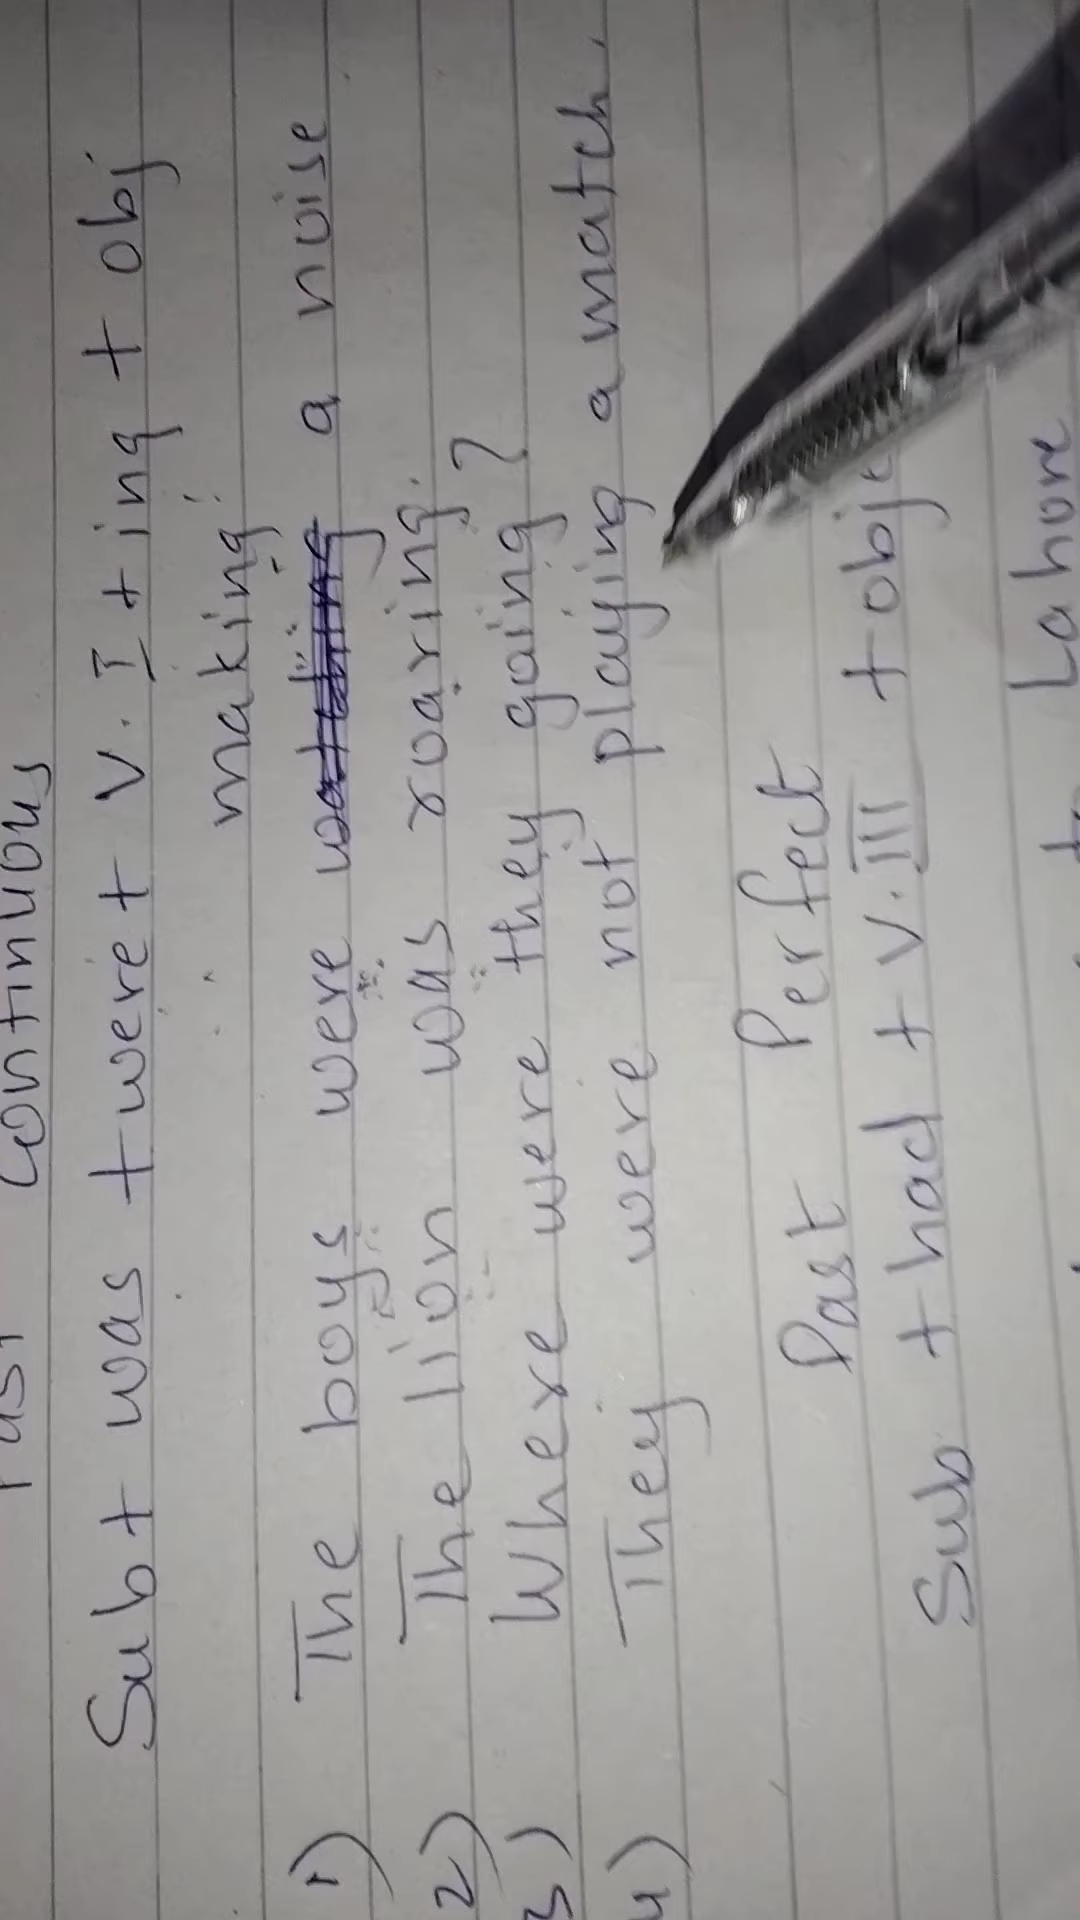 Past Continuous
Sub + was + were + V. I + ing + obj
making
1) The boys were a noise
2) The lion was roaring.
3) Where were they going?
4) They were not playing a match.
Past Perfect
Sub + had + V. III + obje
Lahore